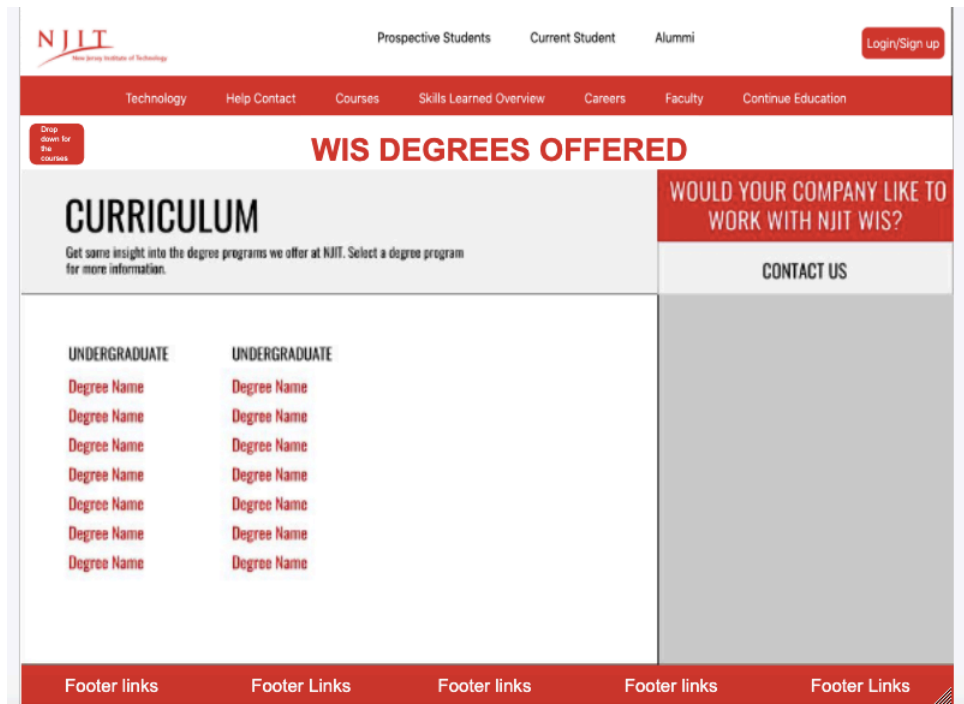 NJIT
New Jersey Institute of Technology
Prospective Students Current Student Alummi
Login/Sign up
Technology Help Contact Courses Skills Learned Overview Careers Faculty Continue Education
Drop
down for
the
courses
WIS DEGREES OFFERED
CURRICULUM
Get some insight into the degree programs we offer at NJIT. Select a degree program
for more information.
WOULD YOUR COMPANY LIKE TO
WORK WITH NJIT WIS?
CONTACT US
UNDERGRADUATE
Degree Name
Degree Name
Degree Name
Degree Name
Degree Name
Degree Name
Degree Name
UNDERGRADUATE
Degree Name
Degree Name
Degree Name
Degree Name
Degree Name
Degree Name
Degree Name
Footer links Footer Links Footer links Footer links Footer Links